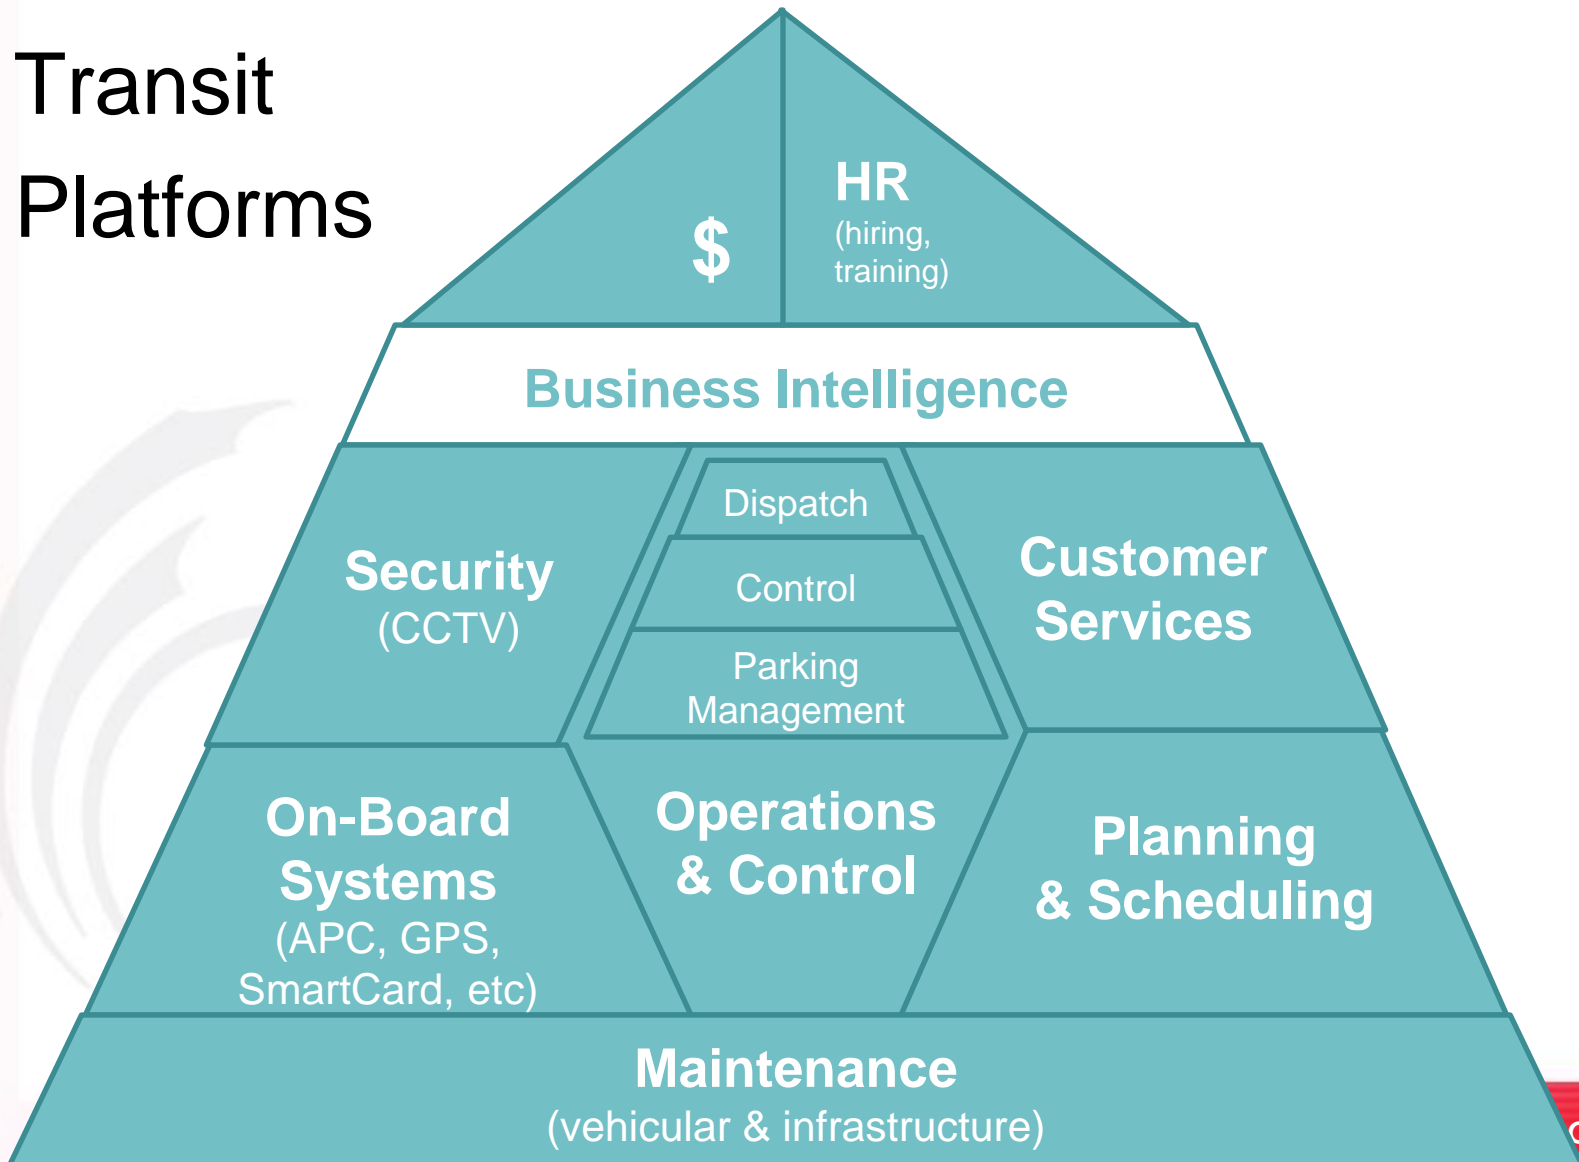 Transit
Platforms
$
HR
(hiring,
training)
Business Intelligence
Security
(CCTV)
Dispatch
Control
Parking
Management
Customer
Services
On-Board
Systems
(APC, GPS,
SmartCard, etc)
Operations
& Control
Planning
& Scheduling
Maintenance
(vehicular & infrastructure)